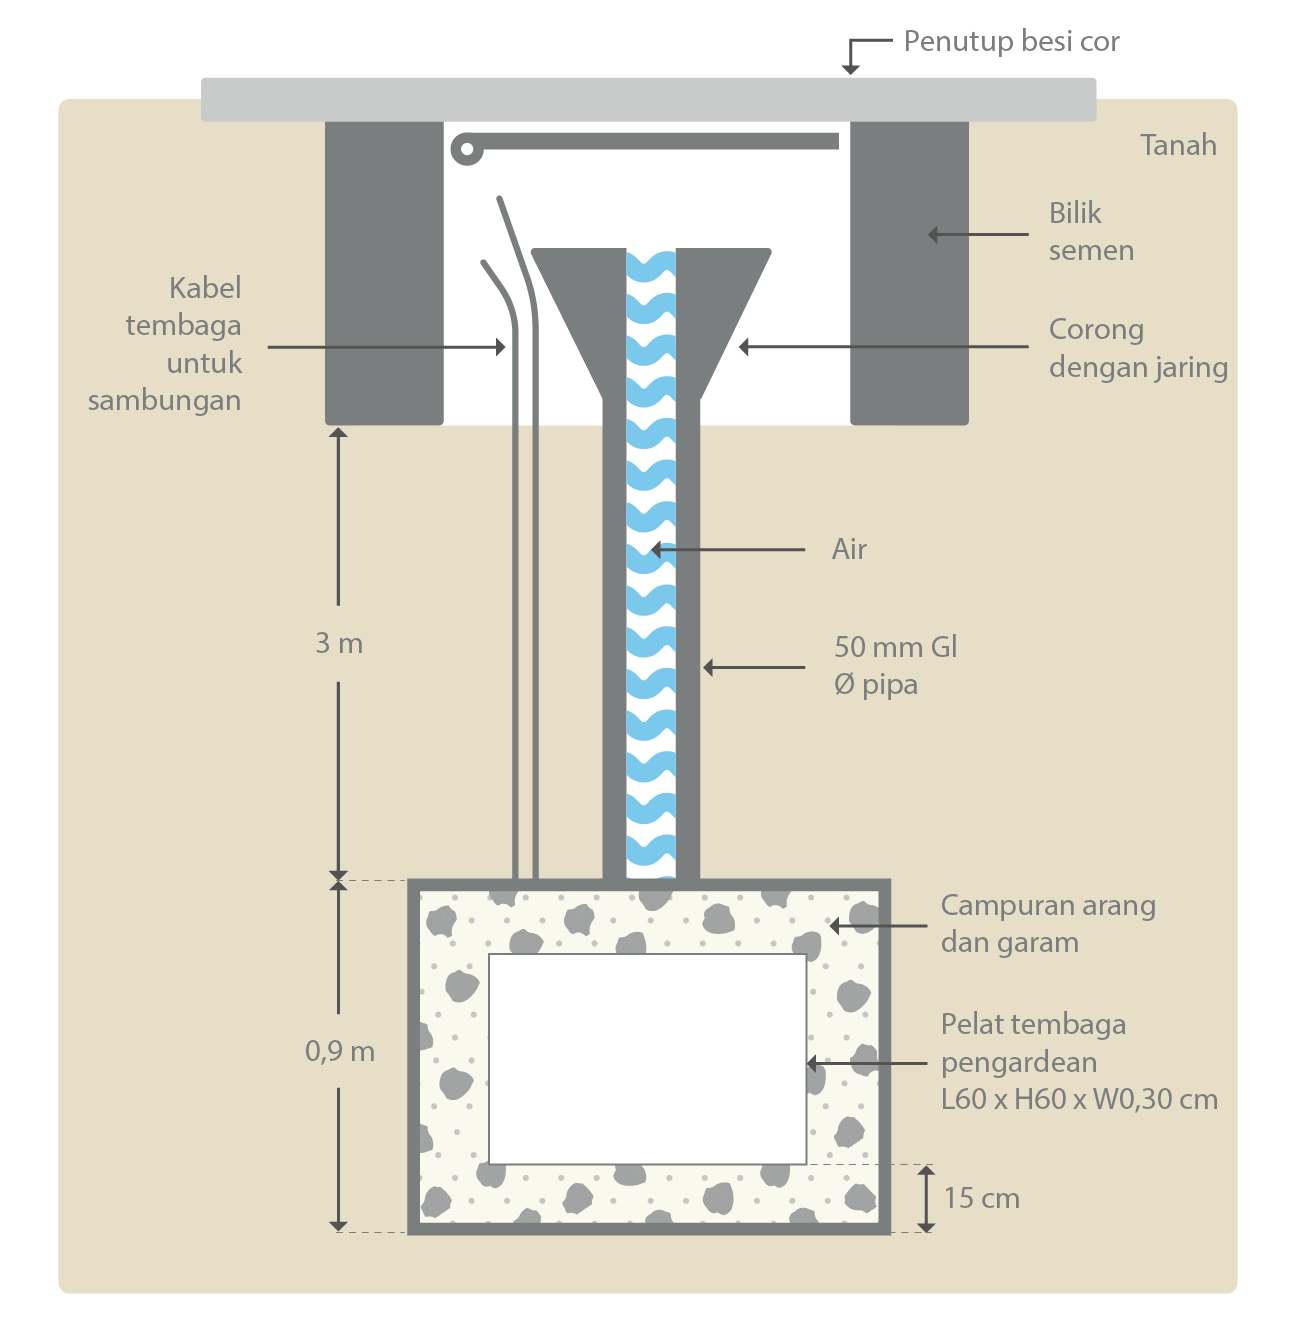 Penutup besi cor
Tanah
Bilik
semen
Kabel
tembaga
untuk
sambungan
Corong
dengan jaring
Air
3 m
50 mm Gl
Ø pipa
Campuran arang
dan garam
0,9 m
Pelat tembaga
pengardean
L60 x H60 x W0,30 cm
15 cm